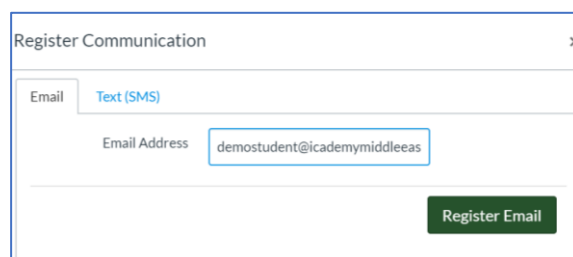 Register Communication
Email Text (SMS)
Email Address demostudent@icademymiddleeas
Register Email